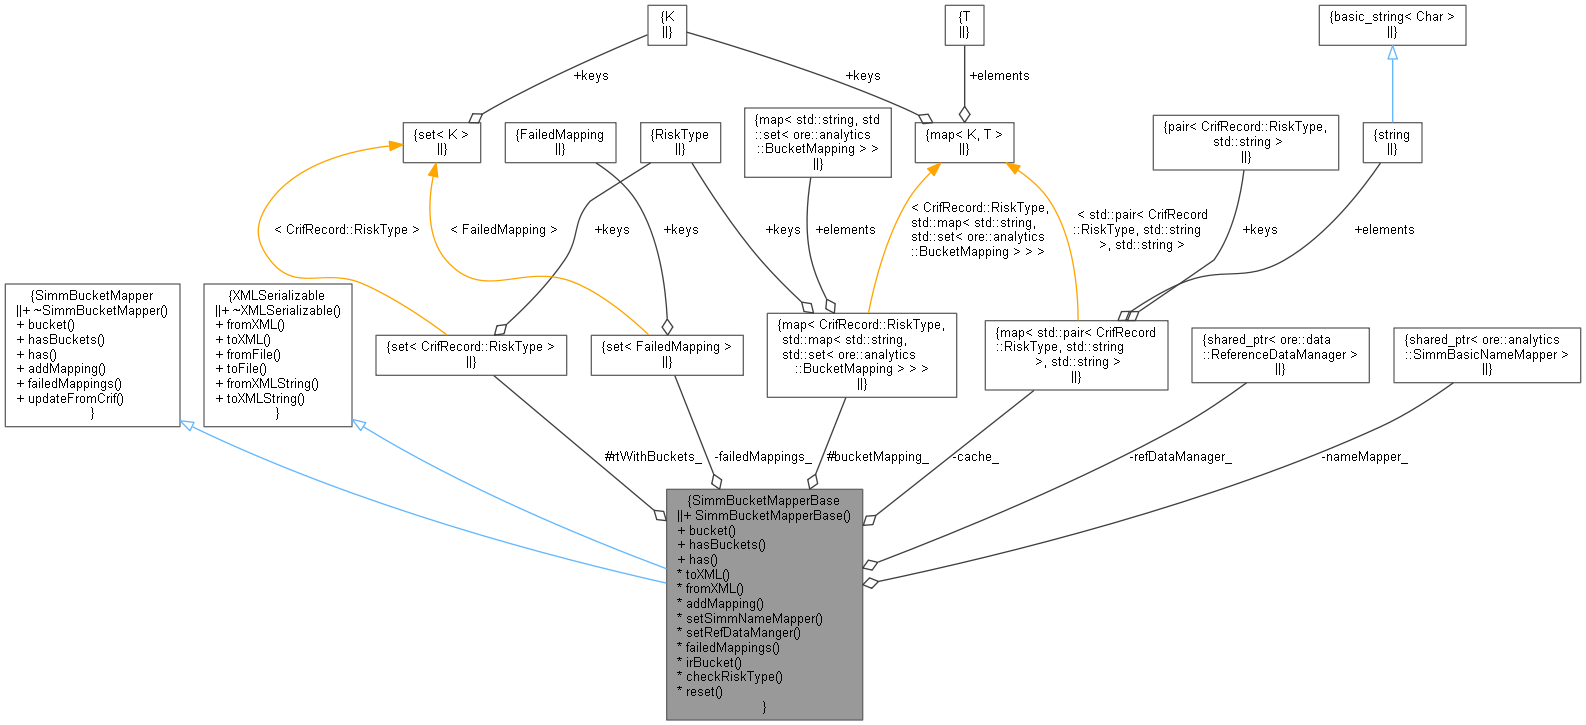 {K
||}
{T
||}
{basic_string< Char >
||}
+keys
+keys
+elements
{set< K >
||}
{FailedMapping
||}
{RiskType
||}
{map< std::string, std
::set< ore::analytics
::BucketMapping > >
||}
{map< K, T >
||}
{pair< CrifRecord::RiskType,
std::string >
||}
{string
||}
< CrifRecord::RiskType >
< FailedMapping >
+keys
+keys
+keys
+elements
< CrifRecord::RiskType,
std::map< std::string,
std::set< ore::analytics
::BucketMapping > > >
< std::pair< CrifRecord
::RiskType, std::string
>, std::string >
+keys
+elements
{SimmBucketMapper
||+ ~SimmBucketMapper()
+ bucket()
+ hasBuckets()
+ has()
+ addMapping()
+ failedMappings()
+ updateFromCrif()
}
{XMLSerializable
||+ ~XMLSerializable()
+ fromXML()
+ toXML()
+ fromFile()
+ toFile()
+ fromXMLString()
+ toXMLString()
}
{set< CrifRecord::RiskType >
||}
{set< FailedMapping >
||}
{map< CrifRecord::RiskType,
std::map< std::string,
std::set< ore::analytics
::BucketMapping > > >
||}
{map< std::pair< CrifRecord
::RiskType, std::string
>, std::string >
||}
{shared_ptr< ore::data
::ReferenceDataManager >
||}
{shared_ptr< ore::analytics
::SimmBasicNameMapper >
||}
#rtWithBuckets_
-failedMappings_
#bucketMapping_
-cache_
-refDataManager_
-nameMapper_
{SimmBucketMapperBase
||+ SimmBucketMapperBase()
+ bucket()
+ hasBuckets()
+ has()
* toXML()
* fromXML()
* addMapping()
* setSimmNameMapper()
* setRefDataManger()
* failedMappings()
* irBucket()
* checkRiskType()
* reset()
}